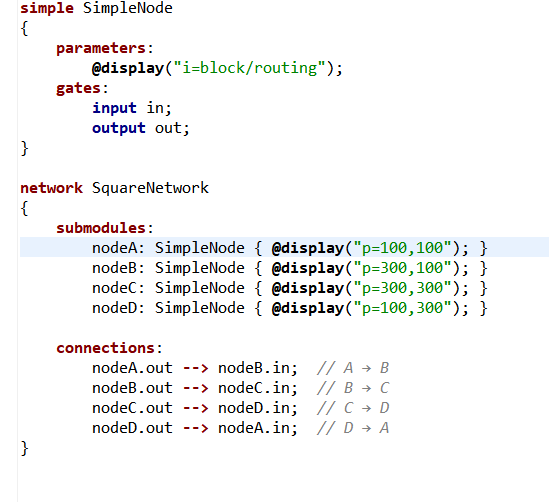 simple SimpleNode
{
    parameters:
        @display("i=block/routing");
    gates:
        input in;
        output out;
}

network SquareNetwork
{
    submodules:
        nodeA: SimpleNode { @display("p=100,100"); }
        nodeB: SimpleNode { @display("p=300,100"); }
        nodeC: SimpleNode { @display("p=300,300"); }
        nodeD: SimpleNode { @display("p=100,300"); }

    connections:
        nodeA.out --> nodeB.in;  // A → B
        nodeB.out --> nodeC.in;  // B → C
        nodeC.out --> nodeD.in;  // C → D
        nodeD.out --> nodeA.in;  // D → A
}